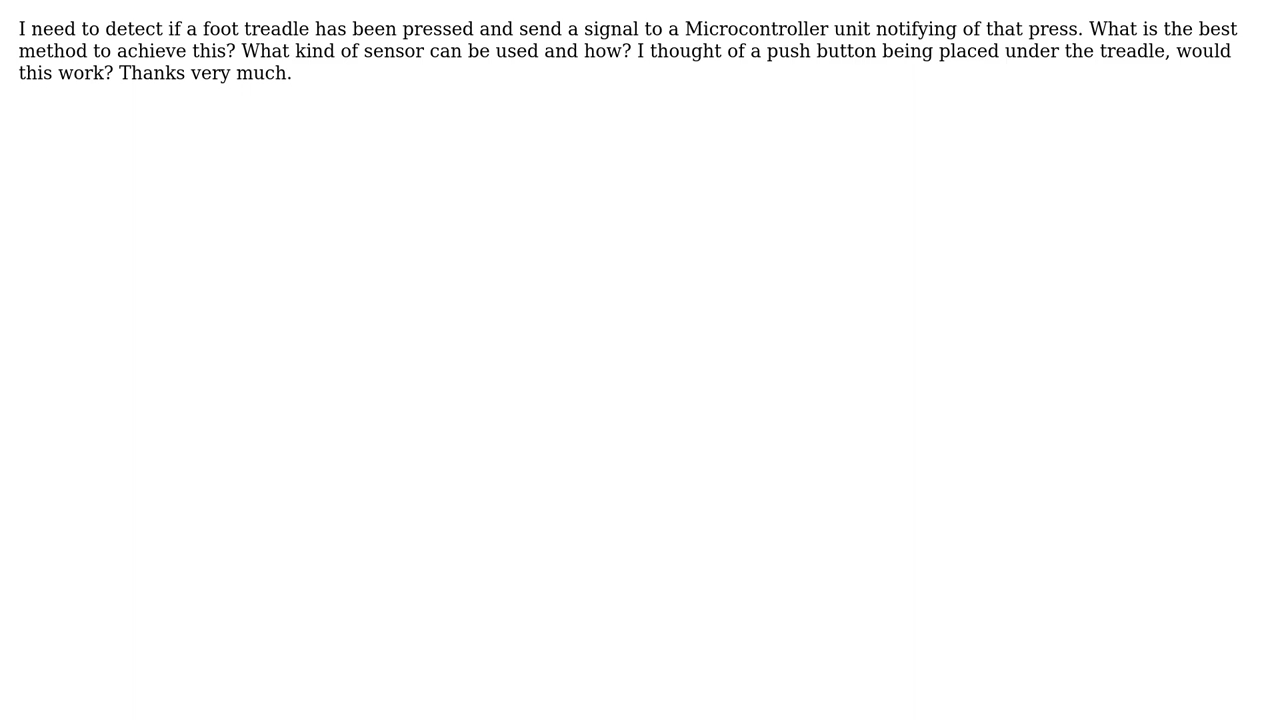 I need to detect if a foot treadle has been pressed and send a signal to a Microcontroller unit notifying of that press. What is the best
method to achieve this? What kind of sensor can be used and how? I thought of a push button being placed under the treadle, would
this work? Thanks very much.